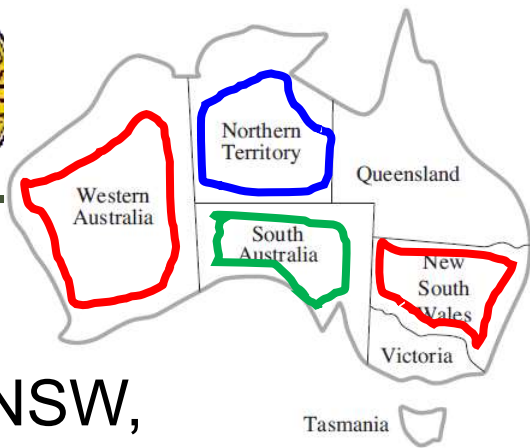 Northern
Territory
Queensland
Western
Australia
South
Australia
New
South
Wales
Victoria
NSW,
Tasmania